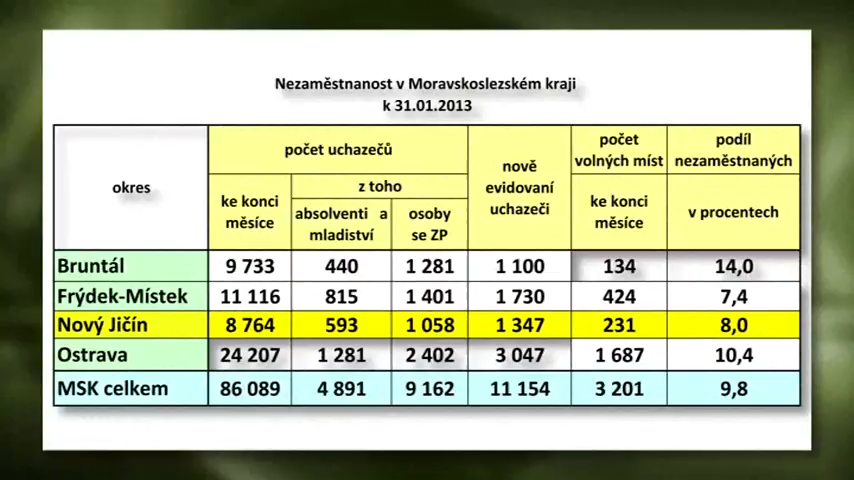 Nezaměstnanost v Moravskoslezském kraji
k 31.01.2013
okres
počet uchazečů
ke konci
měsíce
z toho
absolventi a
mladiství
osoby
se ZP
nově
evidovaní
uchazeči
počet
volných míst
ke konci
měsíce
podíl
nezaměstnaných
v procentech
Bruntál 9 733 440 1 281 1 100 134 14,0
Frýdek-Místek 11 116 815 1 401 1 730 424 7,4
Nový Jičín 8 764 593 1 058 1 347 231 8,0
Ostrava 24 207 1 281 2 402 3 047 1 687 10,4
MSK celkem 86 089 4 891 9 162 11 154 3 201 9,8